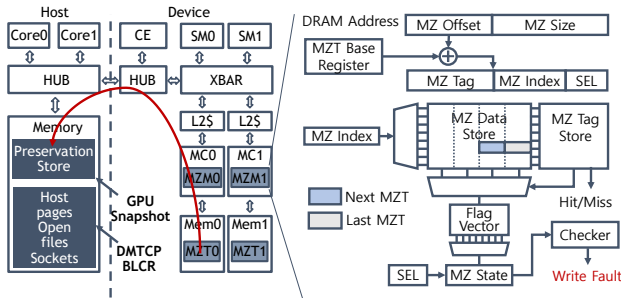 Host
Device
Core0
Core1
CE
SM0
SM1
HUB
HUB
XBAR
L2$
L2$
Memory
Preservation
Store
MC0
MC1
MZM0
MZM1
GPU
Snapshot
Host
pages
Open
files
Sockets
DMTCP
BLCR
Mem0
Mem1
MZT0
MZT1
DRAM Address
MZ Offset
MZ Size
MZT Base
Register
MZ Tag
MZ Index
SEL
MZ Index
MZ Data
Store
MZ Tag
Store
Next MZT
Last MZT
Hit/Miss
Flag
Vector
Checker
SEL
MZ State
Write Fault